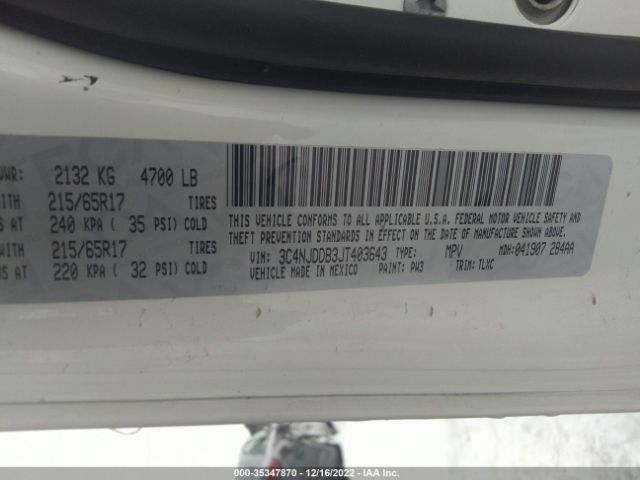 VWR: 2132 KG 4700 LB
WITH 215/65R17 TIRES
S AT 240 KPA ( 35 PSI) COLD
WITH 215/65R17 TIRES
S AT 220 KPA ( 32 PSI) COLD
THIS VEHICLE CONFORMS TO ALL APPLICABLE U.S.A. FEDERAL MOTOR VEHICLE SAFETY AND
THEFT PREVENTION STANDARDS IN EFFECT ON THE DATE OF MANUFACTURE SHOWN ABOVE.
VIN: 3C4NJDDB3JT403643 TYPE: MPV MDH:041907 284AA
VEHICLE MADE IN MEXICO PAINT: PW3 TRIM: TLXC
000-35347870 – 12/16/2022 – IAA Inc.